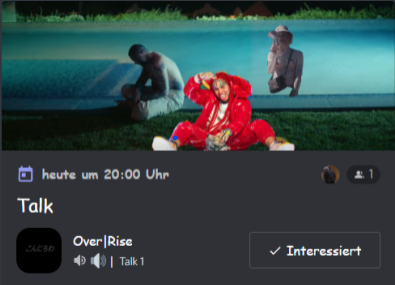 heute um 20:00 Uhr
1
Talk
Over|Rise
| Talk 1
Interessiert